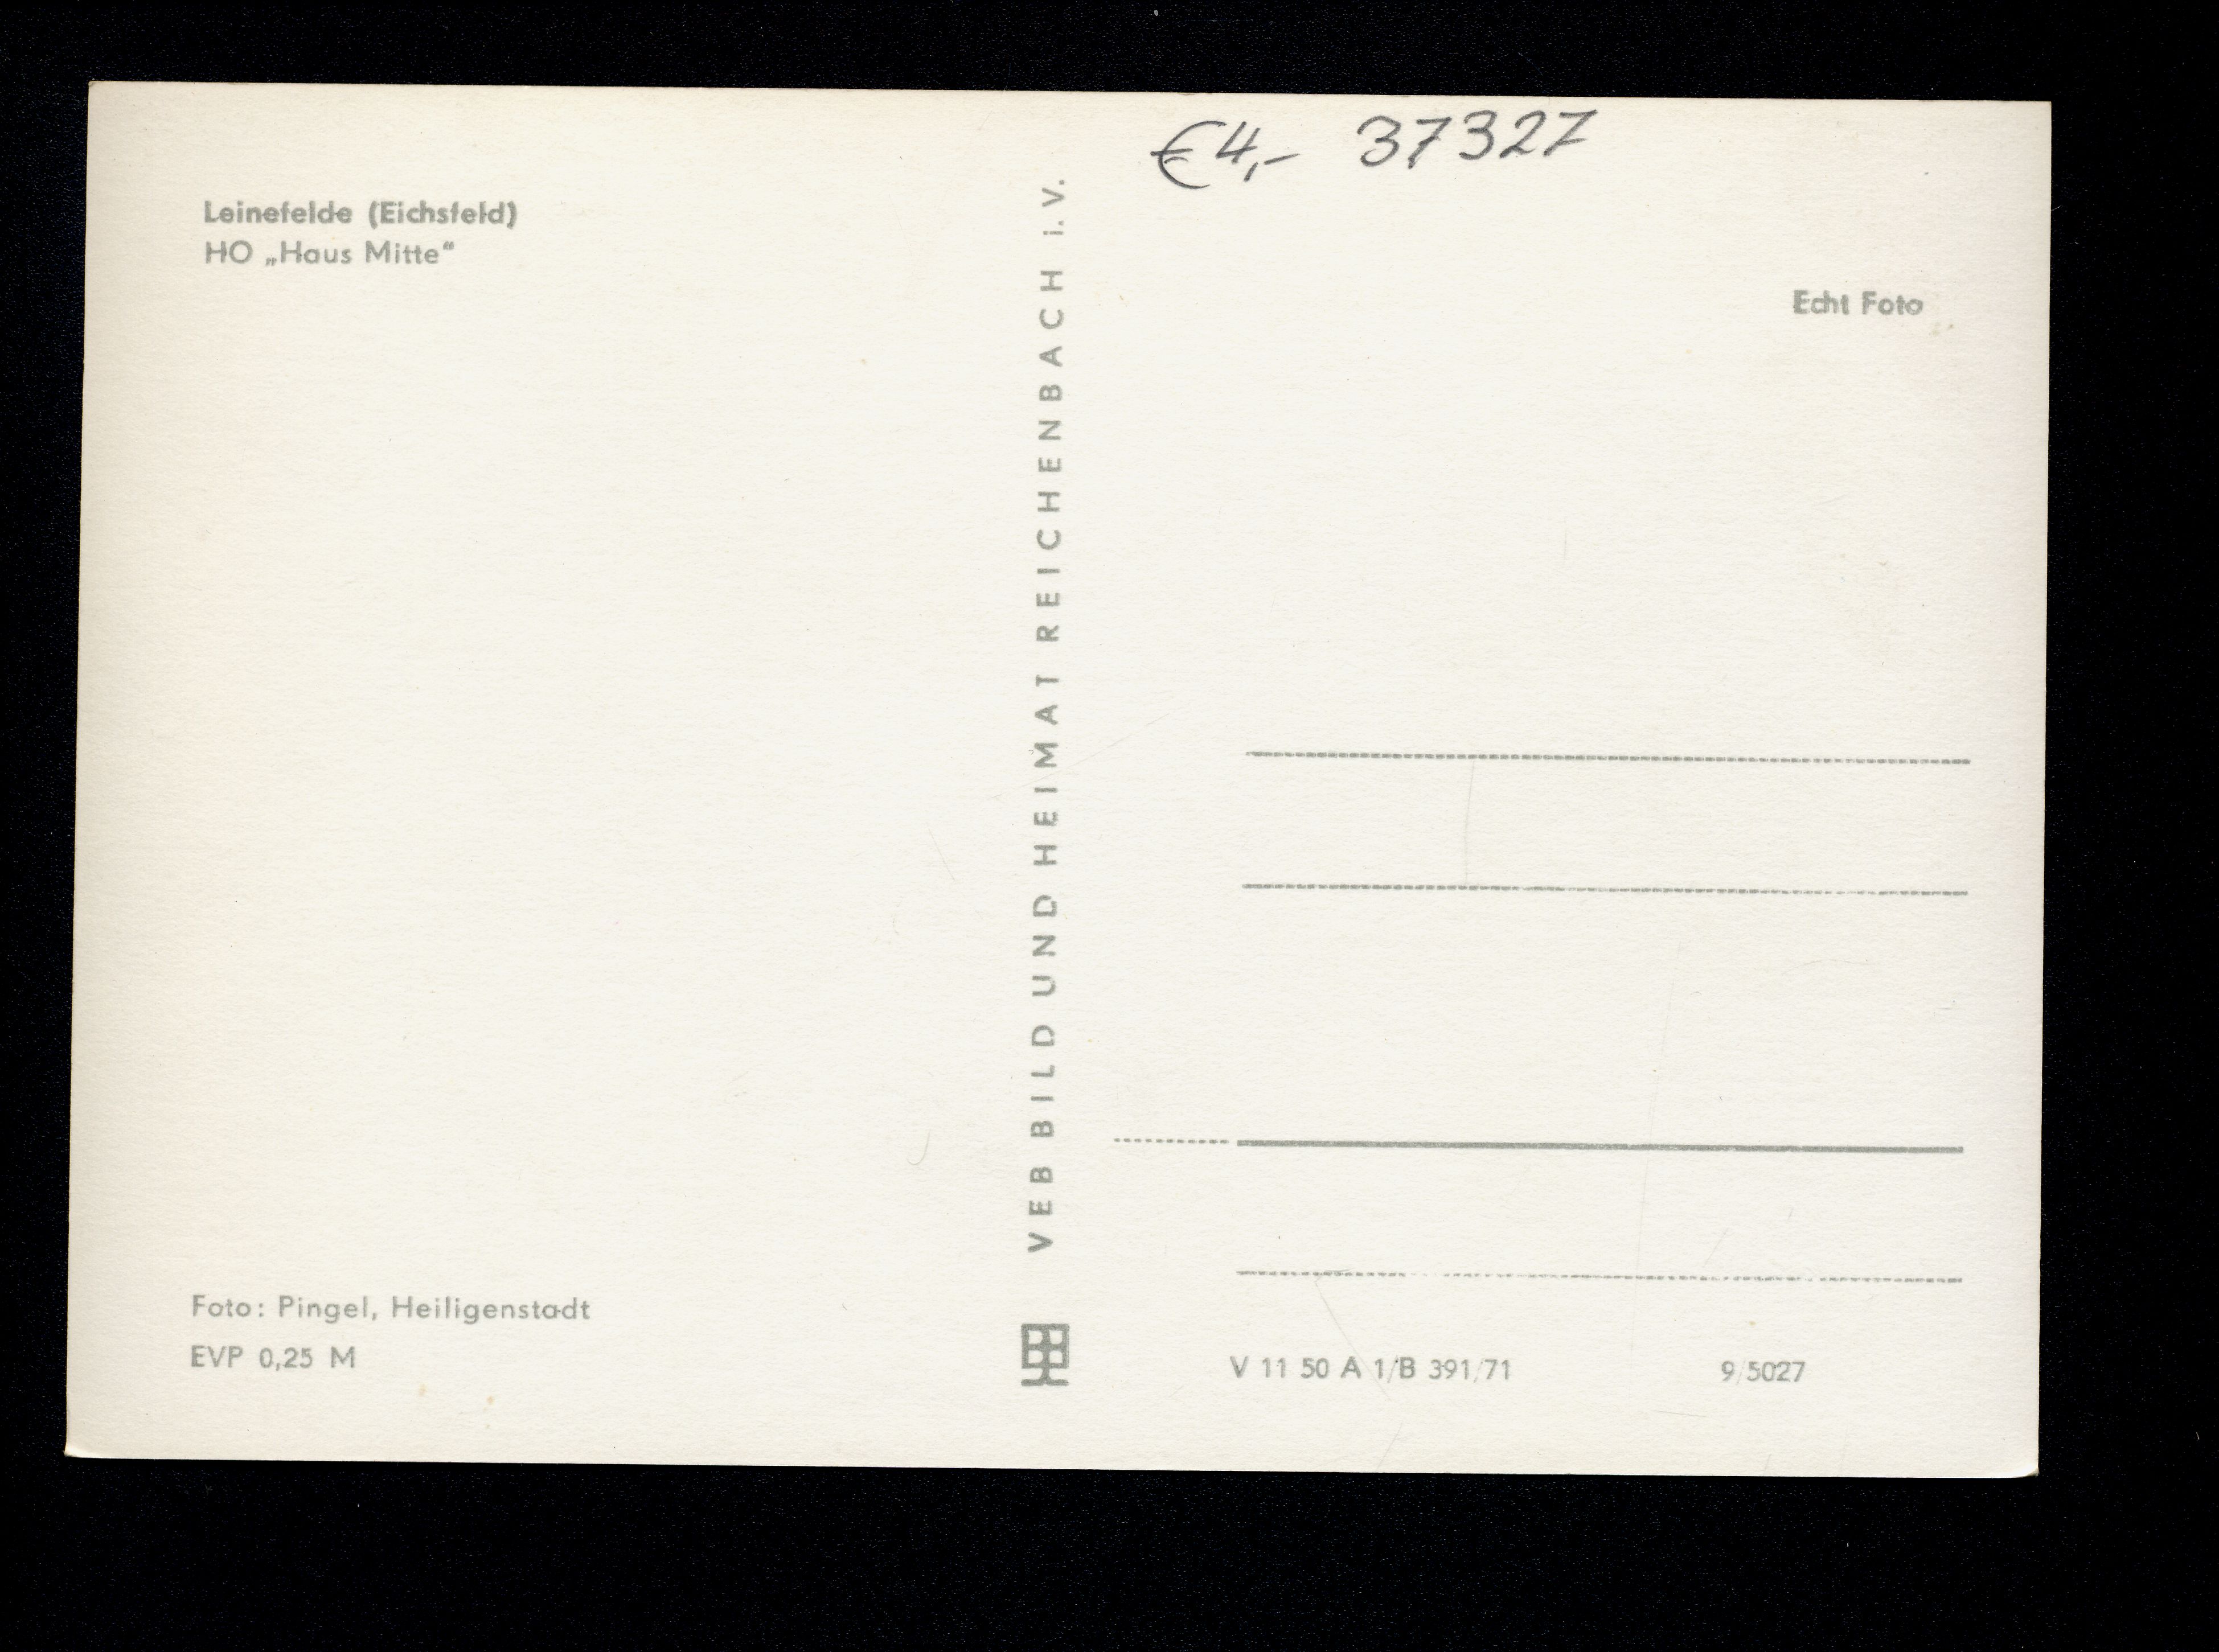 € 4,- 37327
Leinefelde (Eichsfeld)
HO „Haus Mitte“
Echt Foto
VEB BILD UND HEIMAT REICHENBACH i. V.
Foto: Pingel, Heiligenstadt
EVP 0,25 M
V 11 50 A 1/B 391/71
9/5027